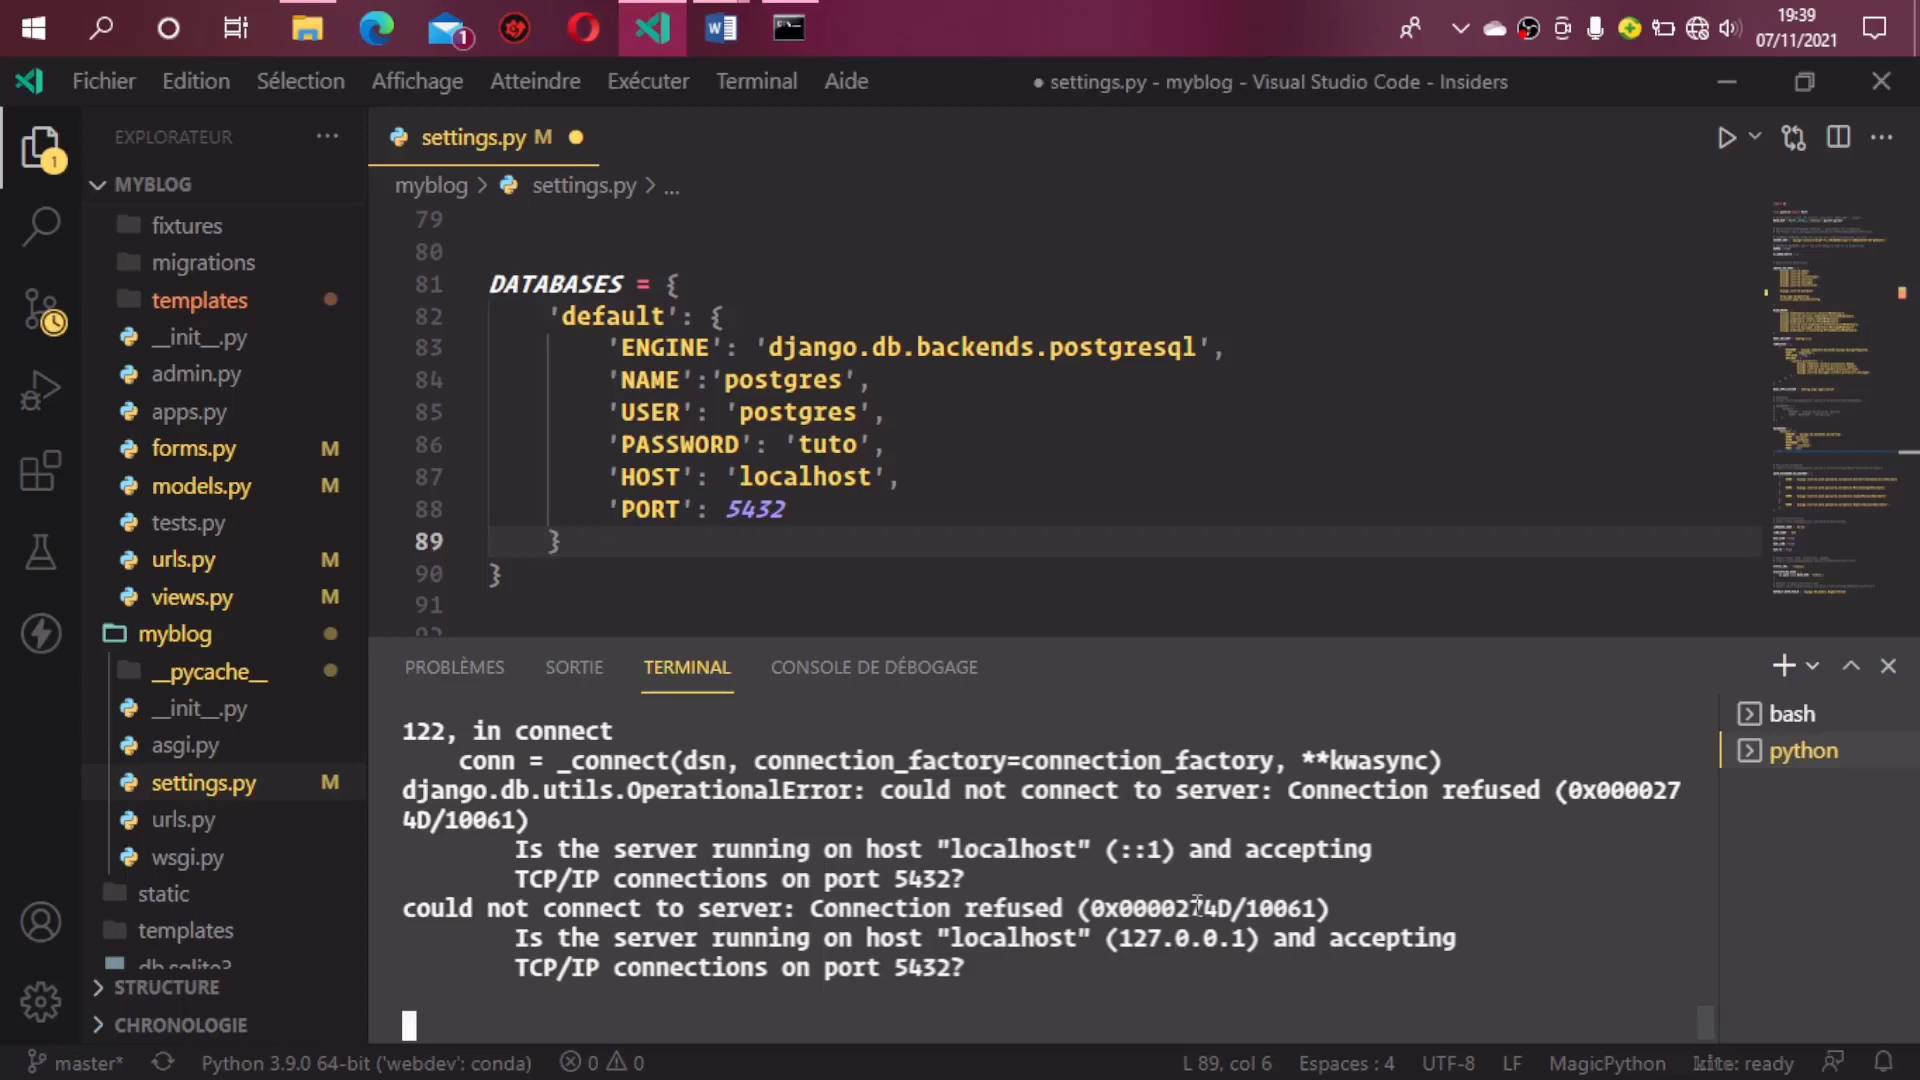 19:39
07/11/2021
1
Fichier Edition Sélection Affichage Atteindre Exécuter Terminal Aide
● settings.py - myblog - Visual Studio Code - Insiders
EXPLORATEUR
1
MYBLOG
fixtures
migrations
templates
__init__.py
admin.py
apps.py
forms.py M
models.py M
tests.py
urls.py M
views.py M
myblog
__pycache__
__init__.py
asgi.py
settings.py M
urls.py
wsgi.py
static
templates
db.sqlite3
STRUCTURE
CHRONOLOGIE
settings.py M
myblog > settings.py > ...
79
80
81 DATABASES = {
82 'default': {
83 'ENGINE': 'django.db.backends.postgresql',
84 'NAME':'postgres',
85 'USER': 'postgres',
86 'PASSWORD': 'tuto',
87 'HOST': 'localhost',
88 'PORT': 5432
89 }
90 }
91
92
PROBLÈMES SORTIE TERMINAL CONSOLE DE DÉBOGAGE
122, in connect
conn = _connect(dsn, connection_factory=connection_factory, **kwasync)
django.db.utils.OperationalError: could not connect to server: Connection refused (0x000027
4D/10061)
Is the server running on host "localhost" (::1) and accepting
TCP/IP connections on port 5432?
could not connect to server: Connection refused (0x0000274D/10061)
Is the server running on host "localhost" (127.0.0.1) and accepting
TCP/IP connections on port 5432?
bash
python
master* Python 3.9.0 64-bit ('webdev': conda) 0 0 L 89, col 6 Espaces : 4 UTF-8 LF MagicPython kite: ready